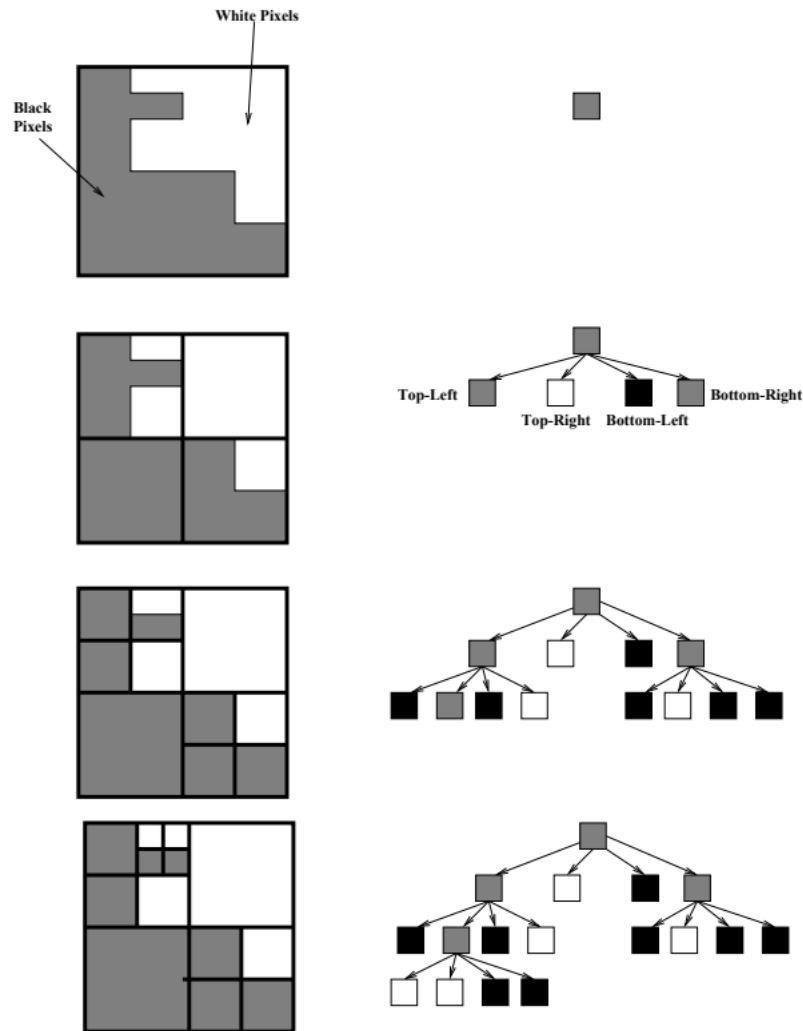 White Pixels
Black
Pixels
Top-Left
Bottom-Right
Top-Right
Bottom-Left